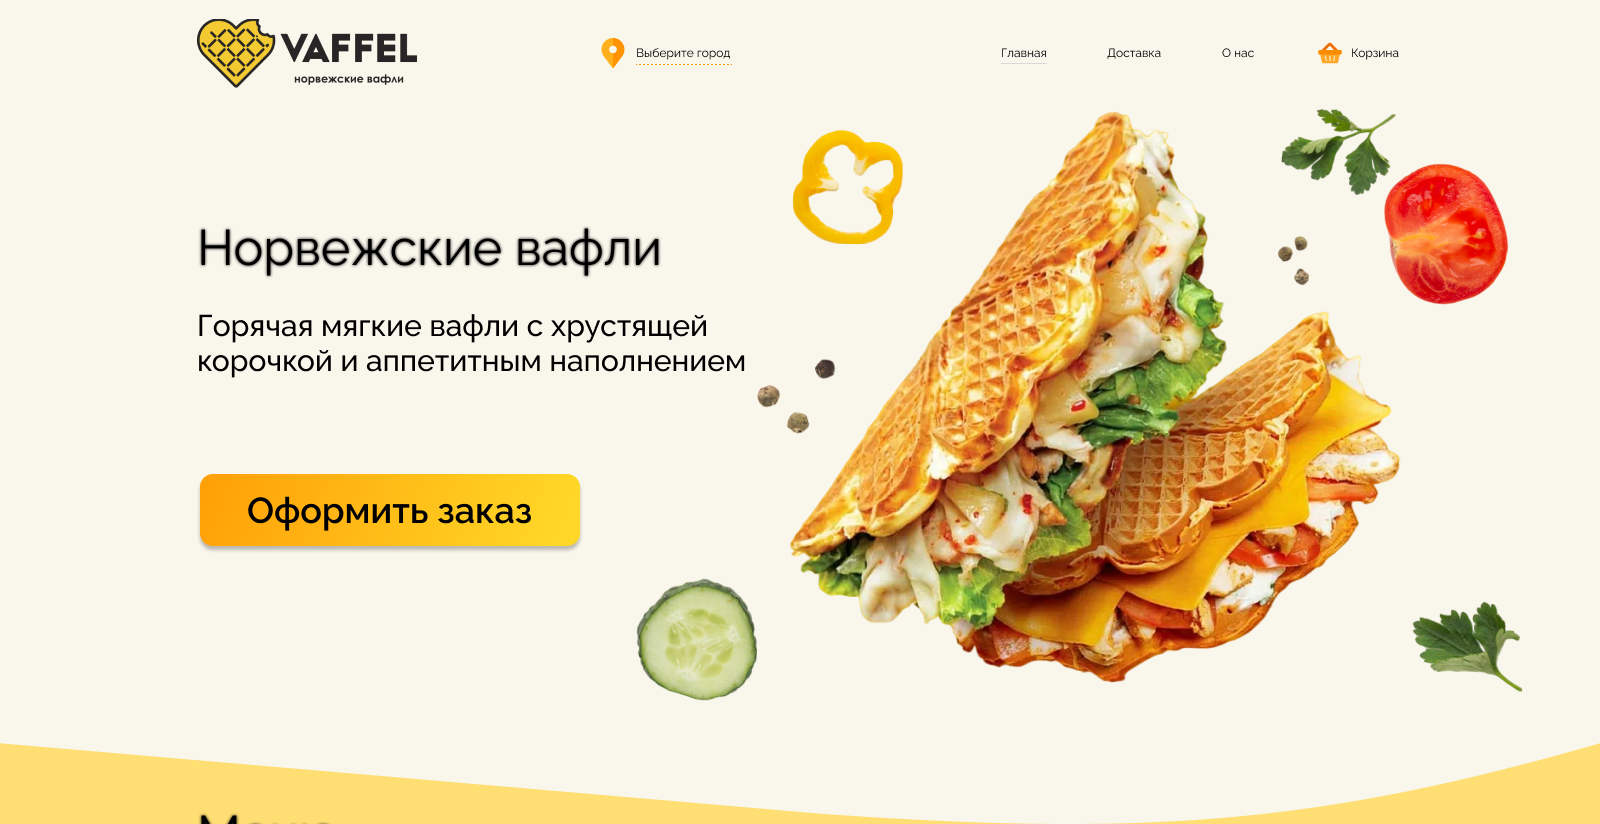 VAFFEL
норвежские вафли
Выберите город
Главная
Доставка
О нас
Корзина
Норвежские вафли
Горячая мягкие вафли с хрустящей
корочкой и аппетитным наполнением
Оформить заказ